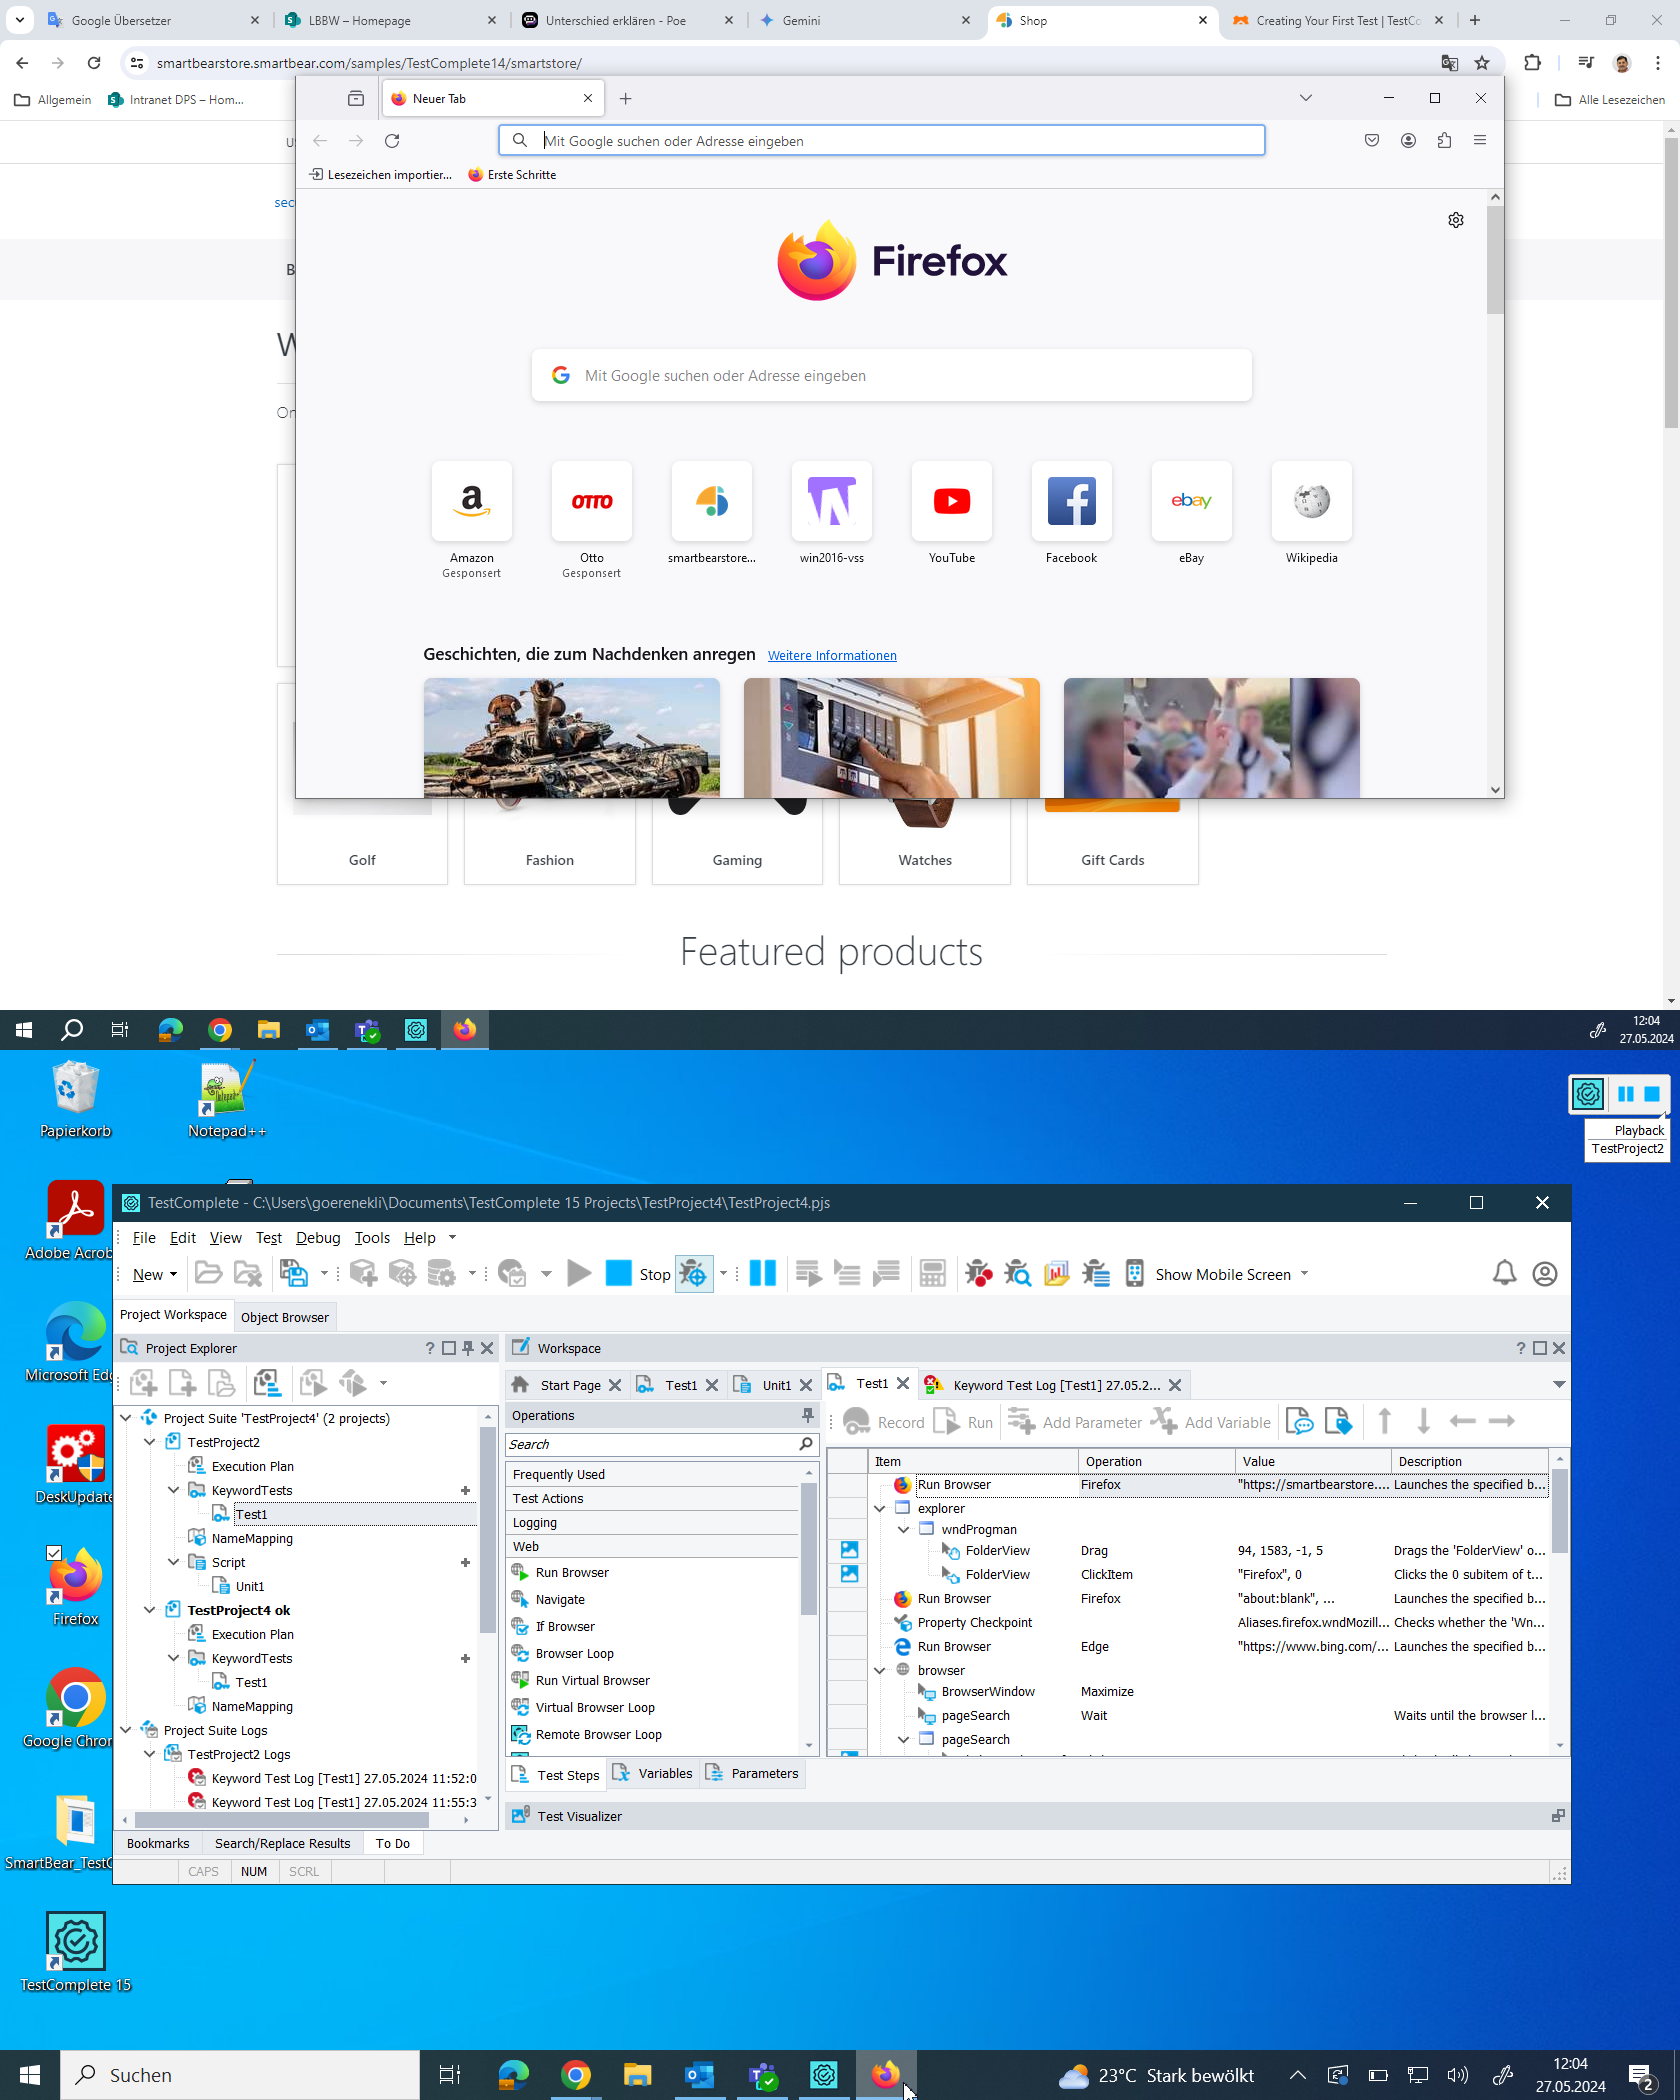 Google Übersetzer
LBBW – Homepage
Unterschied erklären - Poe
Gemini
Shop
Creating Your First Test | TestCo
smartbearstore.smartbear.com/samples/TestComplete14/smartstore/
Allgemein
Intranet DPS – Hom...
Alle Lesezeichen
Neuer Tab
Mit Google suchen oder Adresse eingeben
Lesezeichen importier...
Erste Schritte
Firefox
Mit Google suchen oder Adresse eingeben
Amazon
Gesponsert
OTTO
Otto
Gesponsert
smartbearstore...
win2016-vss
YouTube
Facebook
ebay
eBay
Wikipedia
Geschichten, die zum Nachdenken anregen
Weitere Informationen
Golf
Fashion
Gaming
Watches
Gift Cards
Featured products
12:04
27.05.2024
Papierkorb
Notepad++
Playback
TestProject2
Adobe Acrob
Microsoft Edg
DeskUpdate
Firefox
Google Chron
SmartBear_TestC
TestComplete 15
TestComplete - C:\Users\goerenekli\Documents\TestComplete 15 Projects\TestProject4\TestProject4.pjs
File Edit View Test Debug Tools Help
New
Stop
Show Mobile Screen
Project Workspace
Object Browser
Project Explorer
Project Suite 'TestProject4' (2 projects)
TestProject2
Execution Plan
KeywordTests
Test1
NameMapping
Script
Unit1
TestProject4 ok
Execution Plan
KeywordTests
Test1
NameMapping
Project Suite Logs
TestProject2 Logs
Keyword Test Log [Test1] 27.05.2024 11:52:0
Keyword Test Log [Test1] 27.05.2024 11:55:3
Bookmarks
Search/Replace Results
To Do
CAPS NUM SCRL
Workspace
Start Page
Test1
Unit1
Test1
Keyword Test Log [Test1] 27.05.2...
Operations
Search
Frequently Used
Test Actions
Logging
Web
Run Browser
Navigate
If Browser
Browser Loop
Run Virtual Browser
Virtual Browser Loop
Remote Browser Loop
Record
Run
Add Parameter
Add Variable
Item Operation Value Description
Run Browser Firefox "https://smartbearstore.... Launches the specified b...
explorer
wndProgman
FolderView Drag 94, 1583, -1, 5 Drags the 'FolderView' o...
FolderView ClickItem "Firefox", 0 Clicks the 0 subitem of t...
Run Browser Firefox "about:blank", ... Launches the specified b...
Property Checkpoint Aliases.firefox.wndMozill... Checks whether the 'Wn...
Run Browser Edge "https://www.bing.com/... Launches the specified b...
browser
BrowserWindow Maximize
pageSearch Wait Waits until the browser l...
pageSearch
Test Steps
Variables
Parameters
Test Visualizer
Suchen
23°C Stark bewölkt
12:04
27.05.2024
2